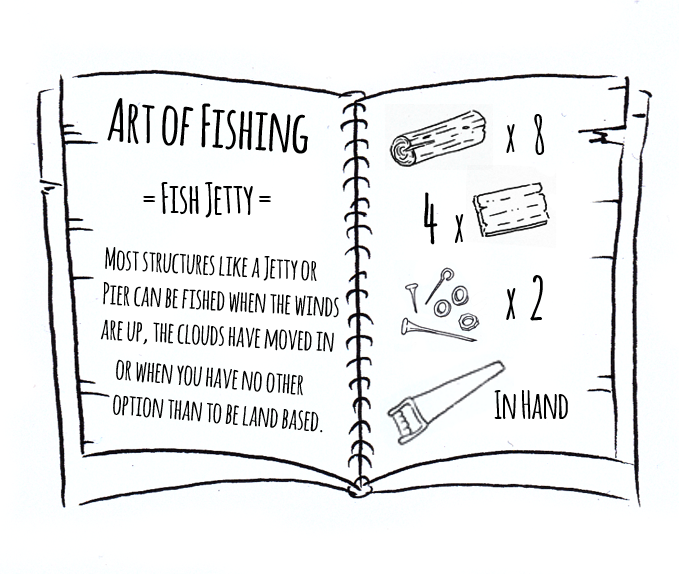 Art of Fishing
= Fish Jetty =
Most structures like a Jetty or
Pier can be fished when the winds
are up, the clouds have moved in
or when you have no other
option than to be land based.
x 8
4 x
x 2
In Hand